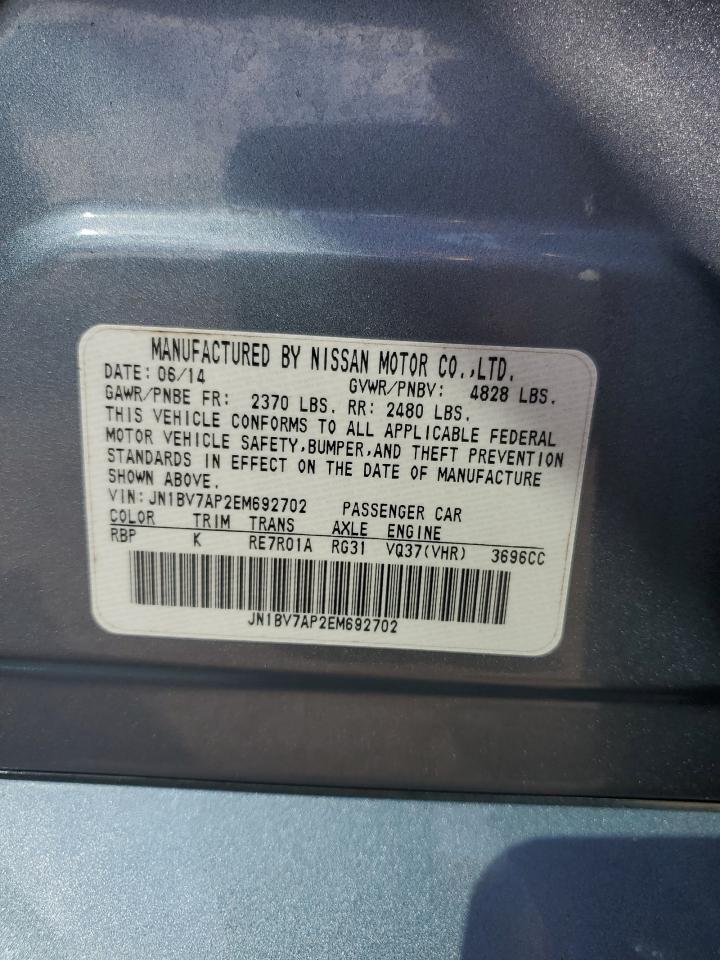 MANUFACTURED BY NISSAN MOTOR CO.,LTD.
DATE: 06/14 GVWR/PNBV: 4828 LBS.
GAWR/PNBE FR: 2370 LBS. RR: 2480 LBS.
THIS VEHICLE CONFORMS TO ALL APPLICABLE FEDERAL
MOTOR VEHICLE SAFETY,BUMPER,AND THEFT PREVENTION
STANDARDS IN EFFECT ON THE DATE OF MANUFACTURE
SHOWN ABOVE.
VIN: JN1BV7AP2EM692702 PASSENGER CAR
COLOR TRIM TRANS AXLE ENGINE
RBP K RE7R01A RG31 VQ37(VHR) 3696CC
JN1BV7AP2EM692702